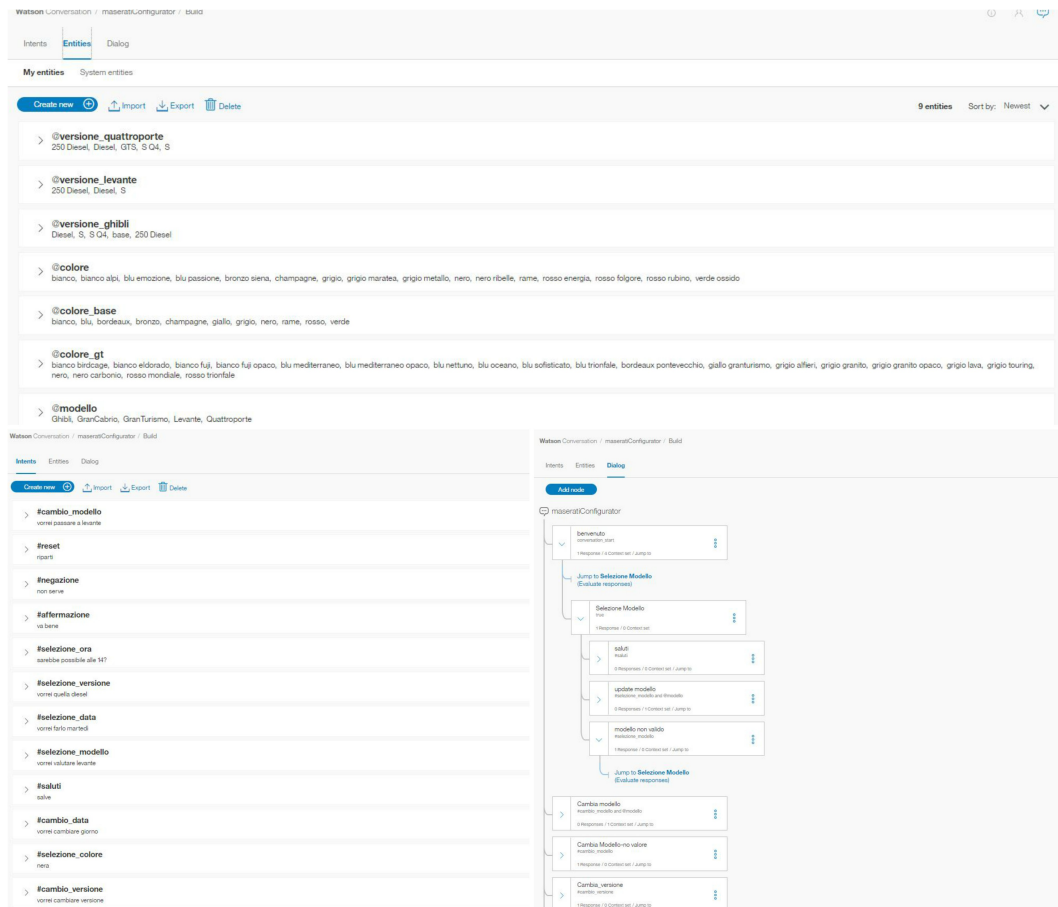 Watson Conversation / maseratiConfigurator / Build
Intents Entities Dialog
My entities System entities
Create new Import Export Delete
9 entities Sort by: Newest
@versione_quattroporte
250 Diesel, Diesel, GTS, S Q4, S
@versione_levante
250 Diesel, Diesel, S
@versione_ghibli
Diesel, S, S Q4, base, 250 Diesel
@colore
bianco, bianco alpi, blu emozione, blu passione, bronzo siena, champagne, grigio, grigio maratea, grigio metallo, nero, nero ribelle, rame, rosso energia, rosso folgore, rosso rubino, verde ossido
@colore_base
bianco, blu, bordeaux, bronzo, champagne, giallo, grigio, nero, rame, rosso, verde
@colore_gt
bianco birdcage, bianco eldorado, bianco fuji, bianco fuji opaco, blu mediterraneo, blu mediterraneo opaco, blu nettuno, blu oceano, blu sofisticato, blu trionfale, bordeaux pontevecchio, giallo granturismo, grigio alfieri, grigio granito, grigio granito opaco, grigio lava, grigio touring,
nero, nero carbonio, rosso mondiale, rosso trionfale
@modello
Ghibli, GranCabrio, GranTurismo, Levante, Quattroporte
Watson Conversation / maseratiConfigurator / Build
Intents Entities Dialog
Create new Import Export Delete
#cambio_modello
vorrei passare a levante
#reset
riparti
#negazione
non serve
#affermazione
va bene
#selezione_ora
sarebbe possibile alle 14?
#selezione_versione
vorrei quella diesel
#selezione_data
vorrei farlo martedì
#selezione_modello
vorrei valutare levante
#saluti
salve
#cambio_data
vorrei cambiare giorno
#selezione_colore
nera
#cambio_versione
vorrei cambiare versione
Watson Conversation / maseratiConfigurator / Build
Intents Entities Dialog
Add node
maseratiConfigurator
benvenuto
conversation_start
1 Response / 3 Context set / Jump to
Jump to Selezione Modello
(Evaluate responses)
Selezione Modello
true
1 Response / 0 Context set
saluti
#saluti
0 Responses / 0 Context set / Jump to
update modello
#selezione_modello and @modello
0 Responses / 1 Context set / Jump to
modello non valido
#selezione_modello
1 Response / 0 Context set / Jump to
Jump to Selezione Modello
(Evaluate responses)
Cambia modello
#cambio_modello and @modello
0 Responses / 1 Context set / Jump to
Cambia Modello-no valore
#cambio_modello
1 Response / 0 Context set / Jump to
Cambia_versione
#cambio_versione
1 Response / 0 Context set / Jump to